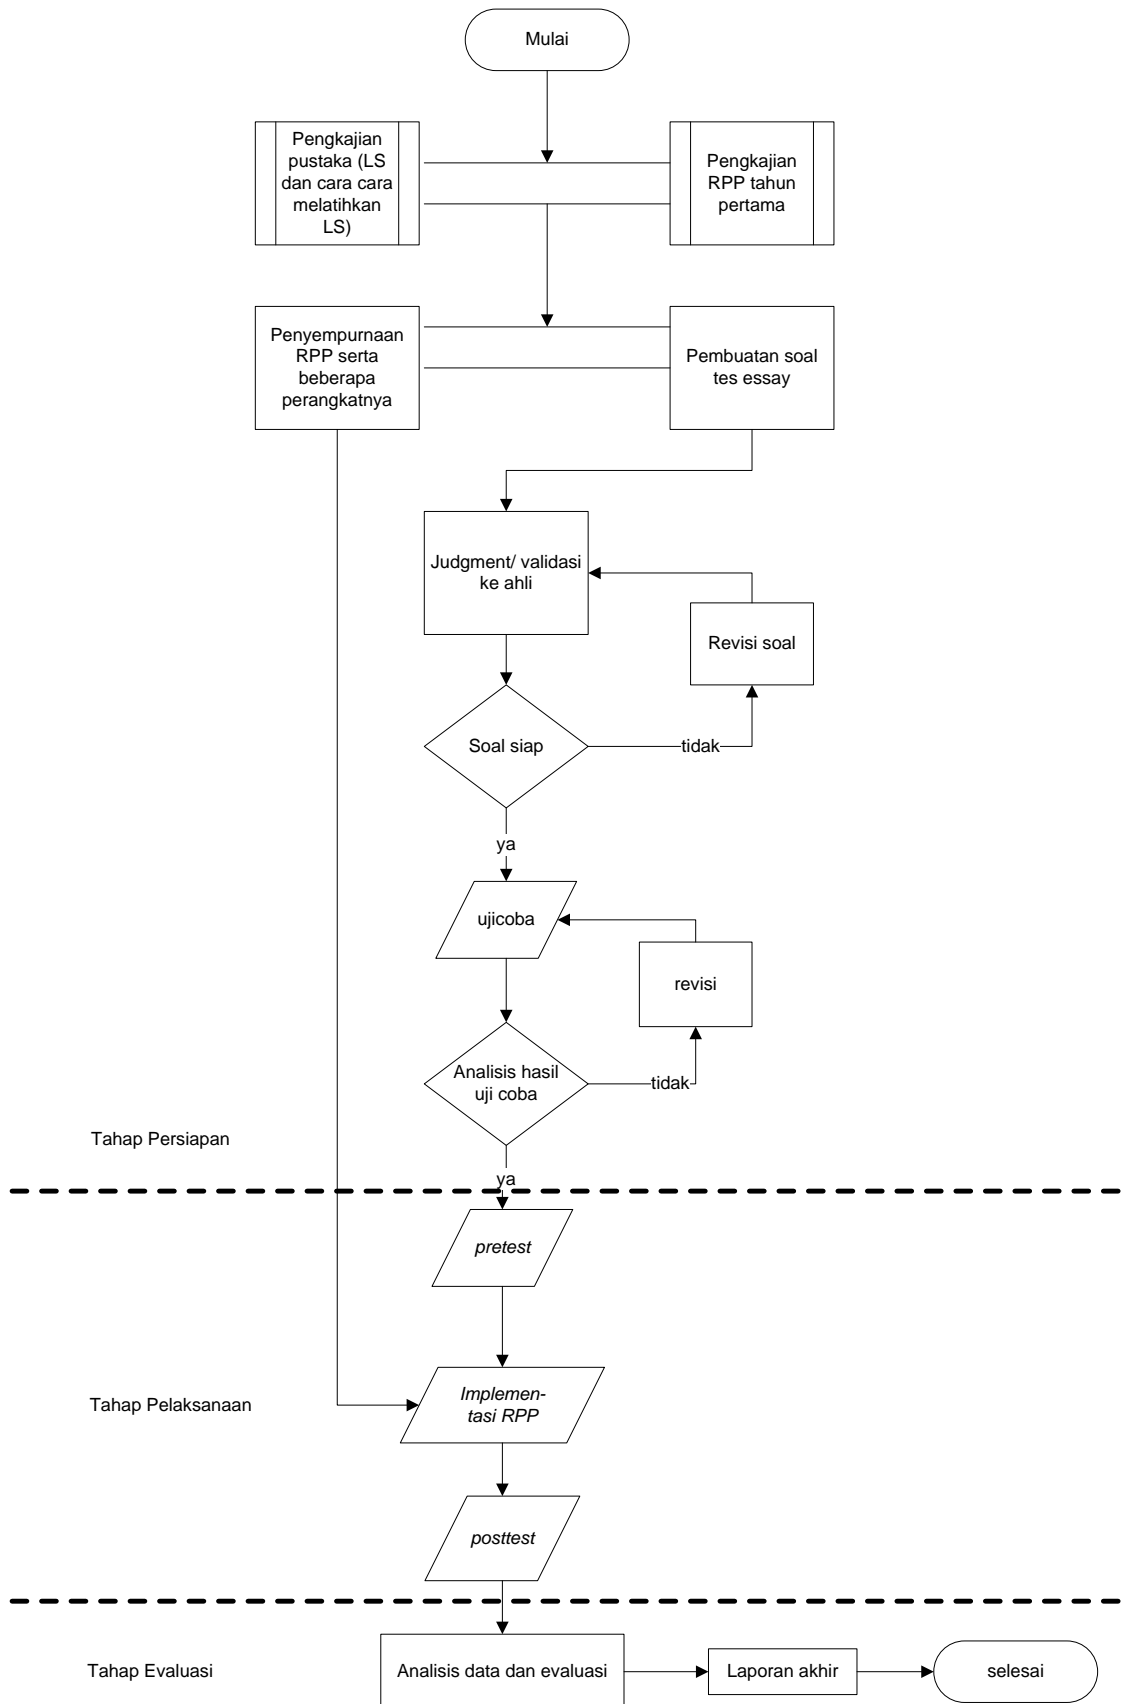 Mulai
Pengkajian
pustaka (LS
dan cara cara
melatihkan
LS)
Pengkajian
RPP tahun
pertama
Penyempurnaan
RPP serta
beberapa
perangkatnya
Pembuatan soal
tes essay
Judgment/ validasi
ke ahli
Revisi soal
Soal siap
tidak
ya
ujicoba
revisi
Analisis hasil
uji coba
tidak
Tahap Persiapan
ya
pretest
Tahap Pelaksanaan
Implemen-
tasi RPP
posttest
Tahap Evaluasi
Analisis data dan evaluasi
Laporan akhir
selesai